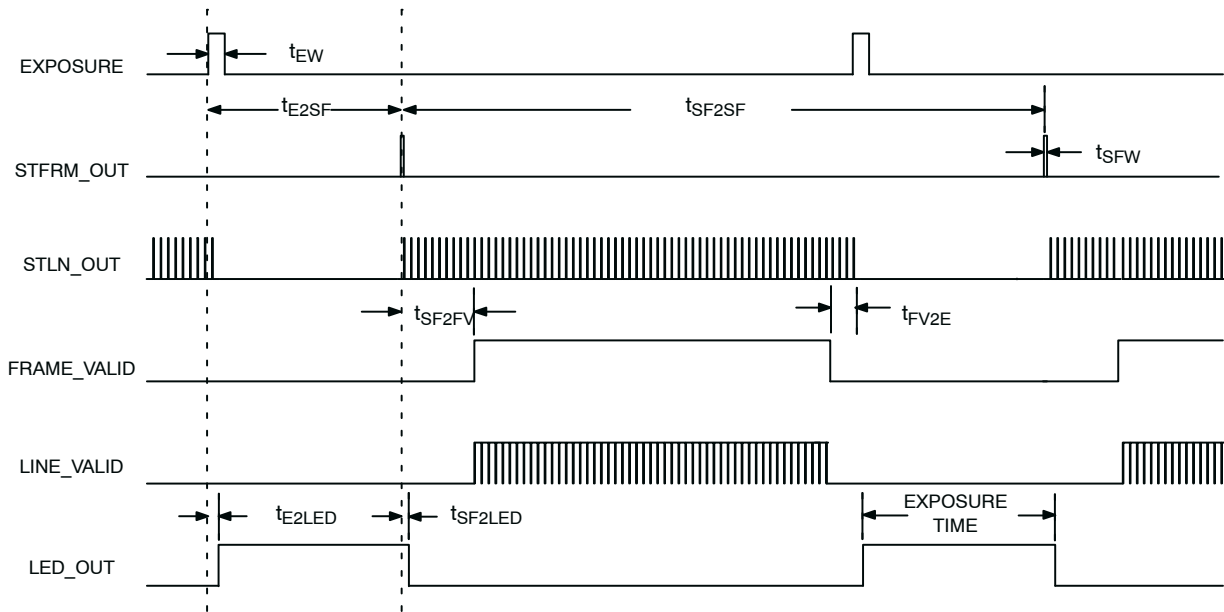 EXPOSURE
tEW
tE2SF
tSF2SF
STFRM_OUT
tSFW
STLN_OUT
tSF2FV
tFV2E
FRAME_VALID
LINE_VALID
tE2LED
tSF2LED
EXPOSURE
TIME
LED_OUT